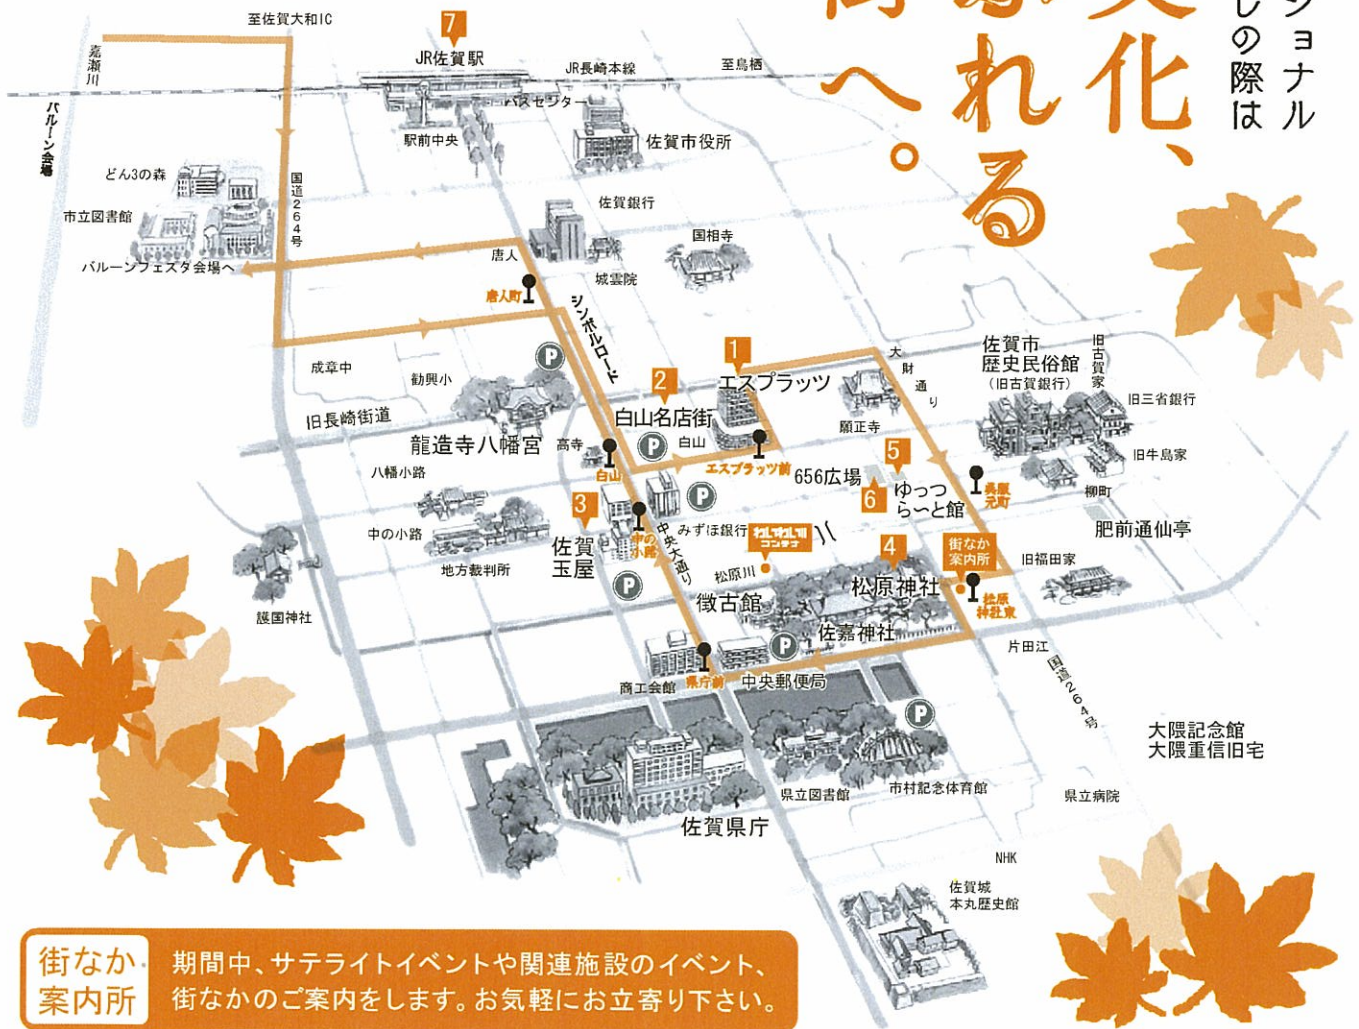 ショナル
しの際は
文化、
れる
街へ。
至佐賀大和IC
嘉瀬川
バルーン会場
7
JR佐賀駅
JR長崎本線
至鳥栖
バスセンター
駅前中央
佐賀市役所
どん3の森
市立図書館
国道264号
佐賀銀行
国相寺
バルーンフェスタ会場へ
唐人
城雲院
唐人町
シンボルロード
P
成章中
勧興小
1
エスプラッツ
2
白山名店街
白山
P
大財通り
佐賀市
歴史民俗館
(旧古賀銀行)
旧古賀家
旧三省銀行
旧牛島家
柳町
願正寺
旧長崎街道
龍造寺八幡宮
高寺
白山
エスプラッツ前
656広場
5
6
ゆっつ
ら〜と館
呉服
元町
肥前通仙亭
八幡小路
中の小路
地方裁判所
3
佐賀
玉屋
中の
小路
P
みずほ銀行
中央大通り
P
わいわい!!
コンテナ
松原川
4
松原神社
街なか
案内所
松原
神社東
旧福田家
護国神社
徴古館
佐嘉神社
P
片田江
国道264号
商工会館
県庁前
中央郵便局
P
大隈記念館
大隈重信旧宅
佐賀県庁
県立図書館
市村記念体育館
県立病院
NHK
佐賀城
本丸歴史館
街なか
案内所
期間中、サテライトイベントや関連施設のイベント、
街なかのご案内をします。お気軽にお立寄り下さい。